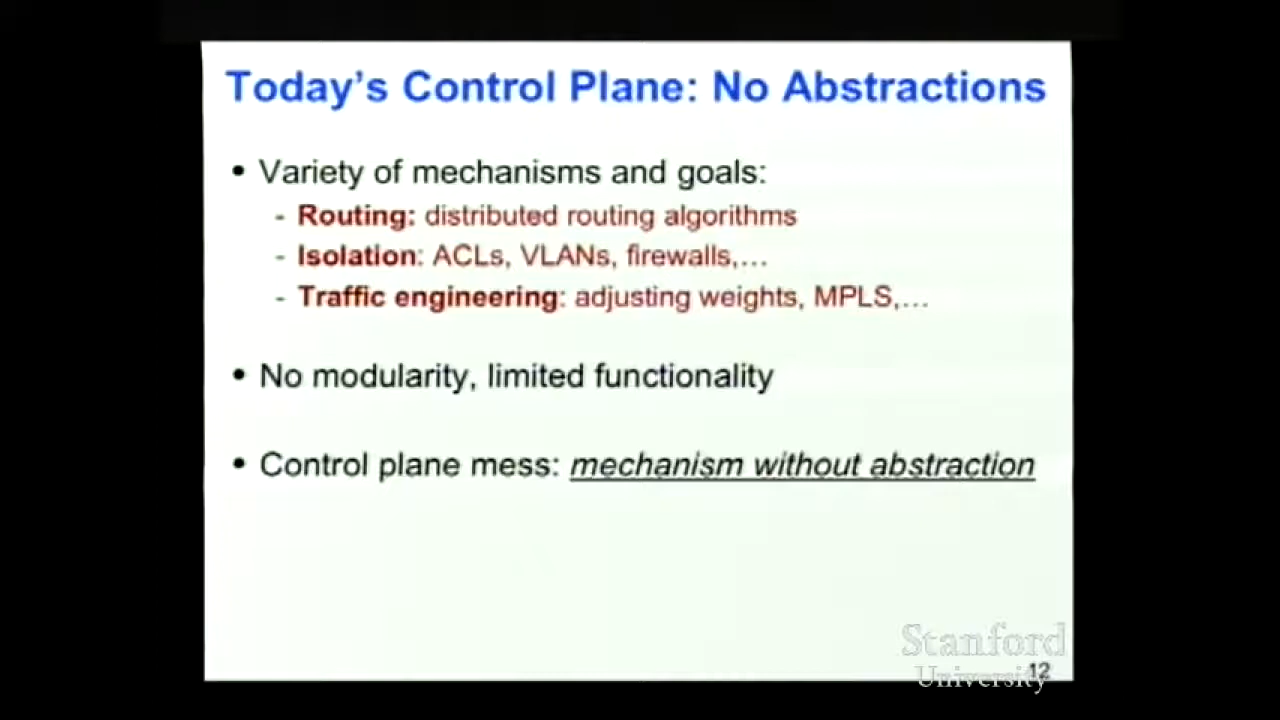 Today's Control Plane: No Abstractions
• Variety of mechanisms and goals:
- Routing: distributed routing algorithms
- Isolation: ACLs, VLANs, firewalls,...
- Traffic engineering: adjusting weights, MPLS,...
• No modularity, limited functionality
• Control plane mess: mechanism without abstraction
Stanford
University
12